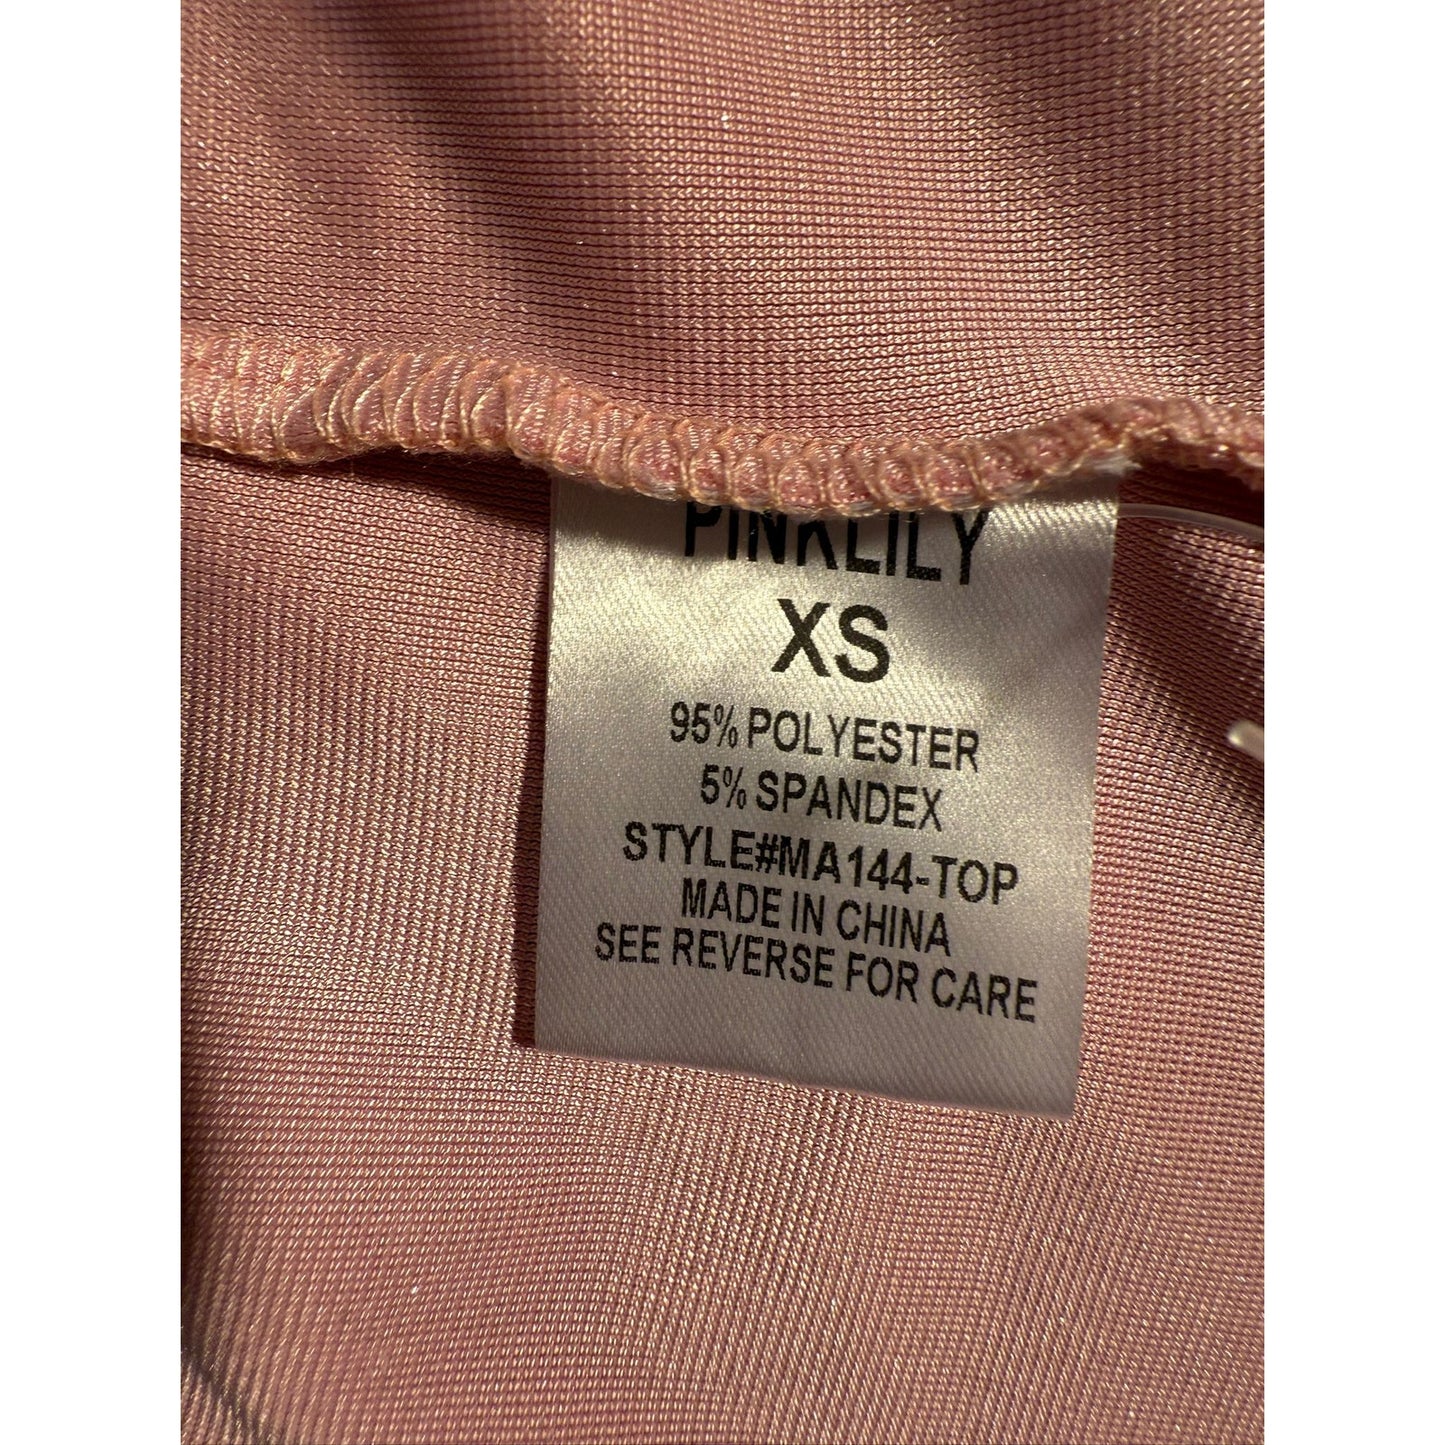 PINKLILY
XS
95% POLYESTER
5% SPANDEX
STYLE#MA144-TOP
MADE IN CHINA
SEE REVERSE FOR CARE